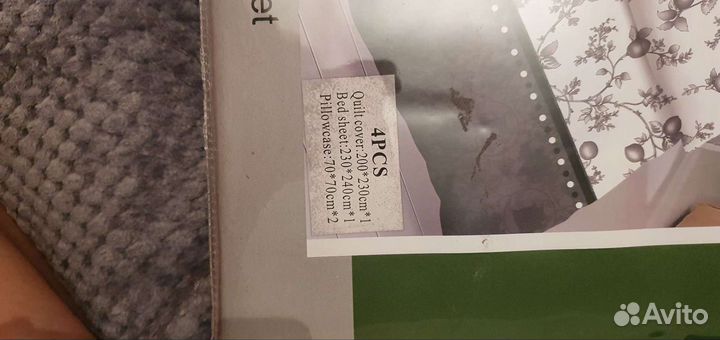 et
4PCS
Quilt cover:200*230cm*1
Bed sheet:230*240cm*1
Pillowcase:70*70cm*2
Avito